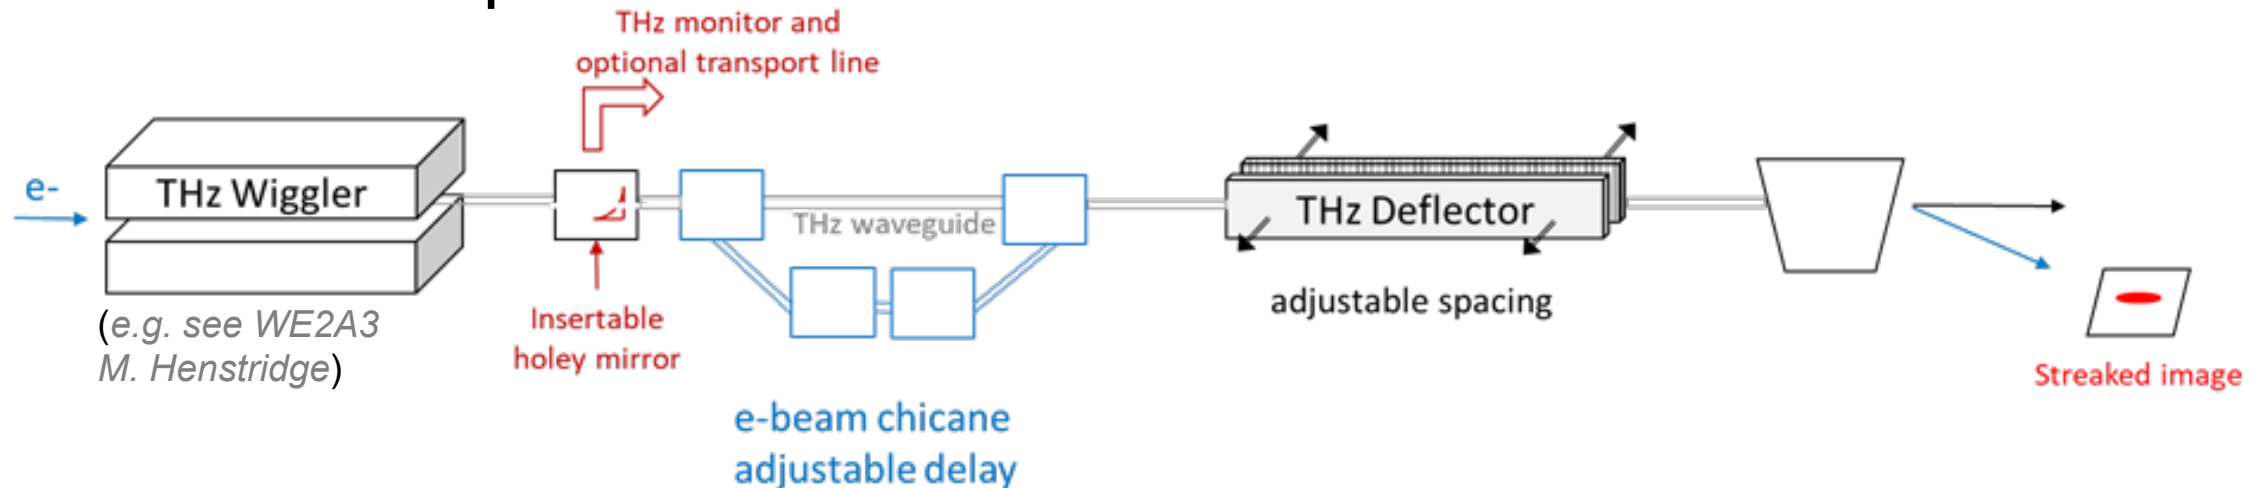 THz monitor and
optional transport line
e-
THz Wiggler
THz waveguide
THz Deflector
(e.g. see WE2A3
M. Henstridge)
Insertable
holey mirror
adjustable spacing
e-beam chicane
adjustable delay
Streaked image